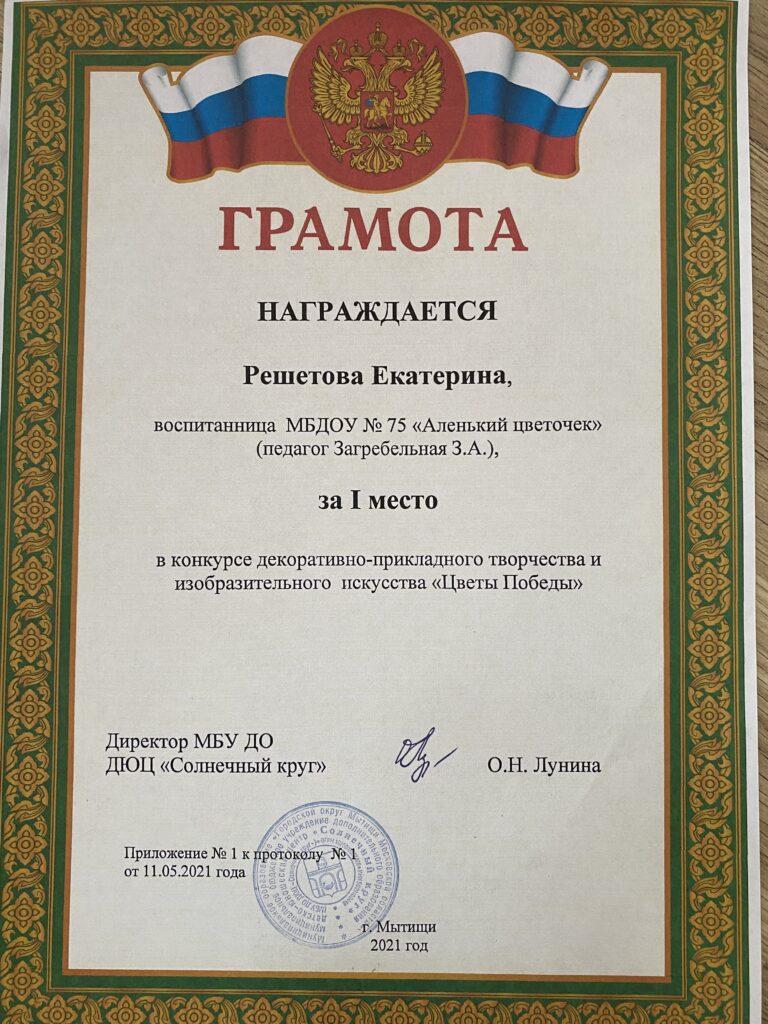 ГРАМОТА
НАГРАЖДАЕТСЯ
Решетова Екатерина,
воспитанница МБДОУ № 75 «Аленький цветочек»
(педагог Загребельная З.А.),
за I место
в конкурсе декоративно-прикладного творчества и
изобразительного искусства «Цветы Победы»
Директор МБУ ДО
ДЮЦ «Солнечный круг» О.Н. Лунина
Приложение № 1 к протоколу № 1
от 11.05.2021 года
г. Мытищи
2021 год